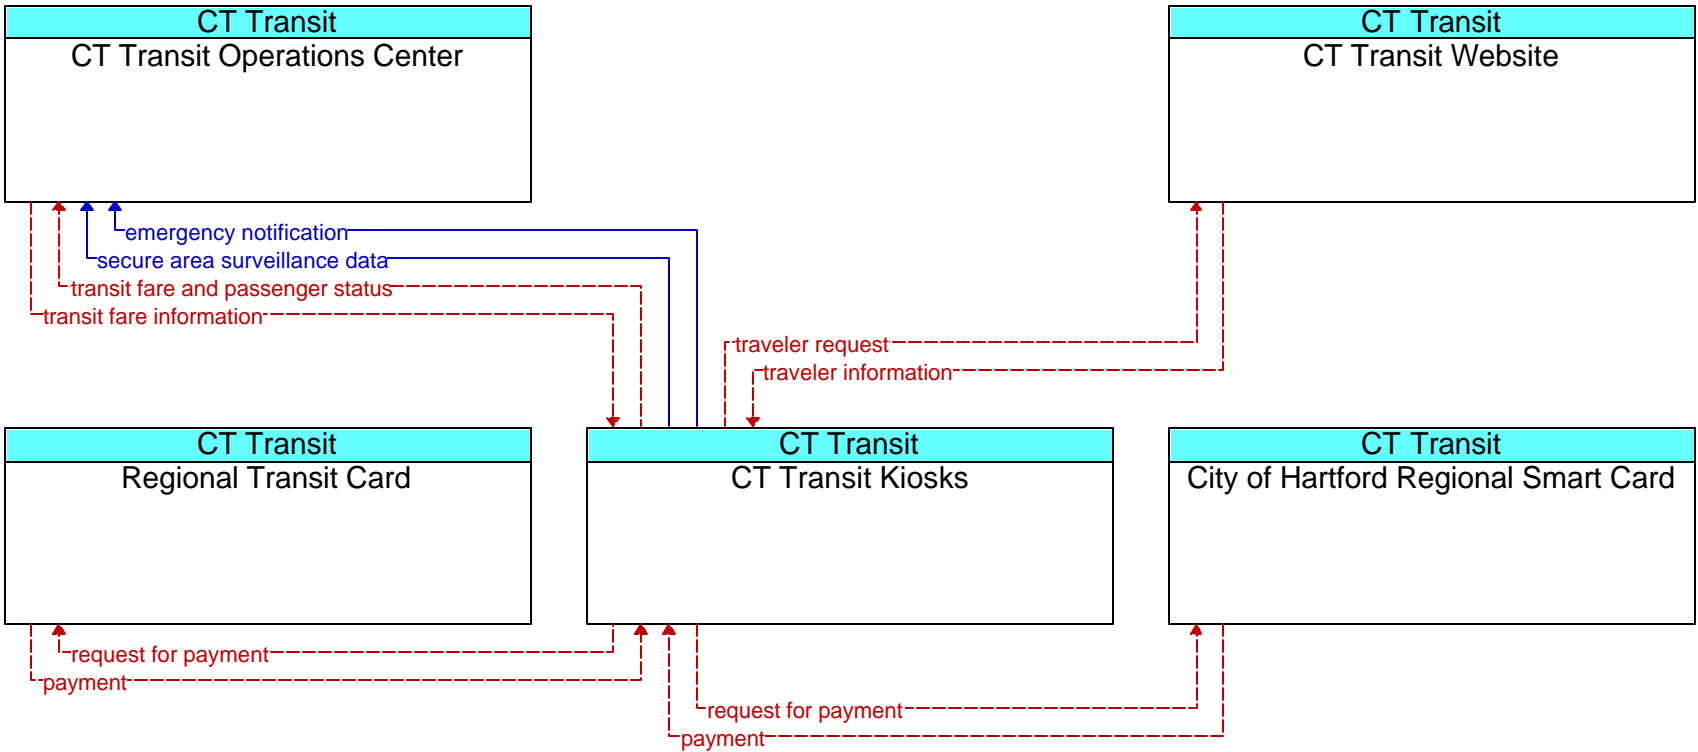 CT Transit
CT Transit Operations Center
CT Transit
CT Transit Website
emergency notification
secure area surveillance data
transit fare and passenger status
transit fare information
traveler request
traveler information
CT Transit
Regional Transit Card
CT Transit
CT Transit Kiosks
CT Transit
City of Hartford Regional Smart Card
request for payment
payment
request for payment
payment